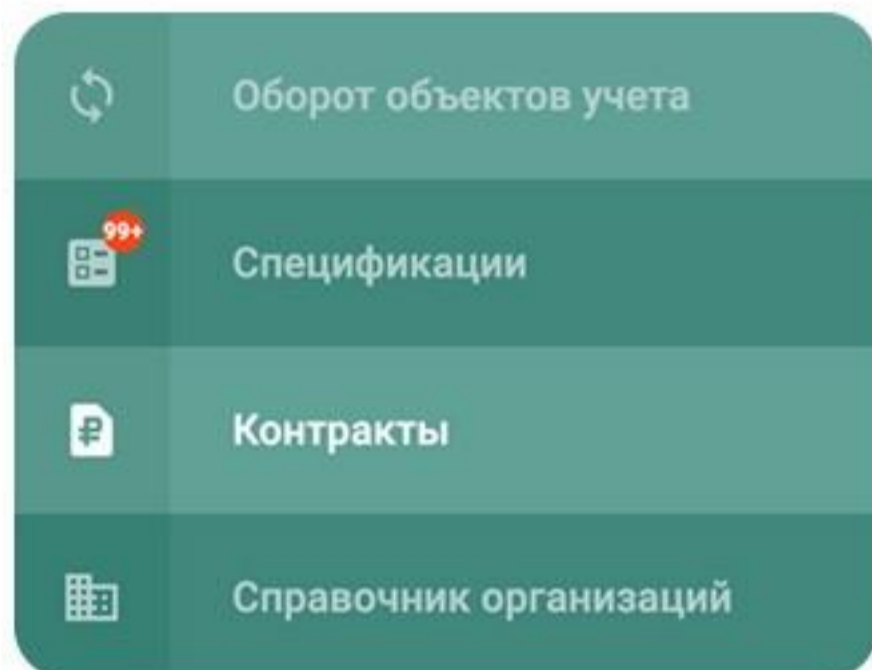 Оборот объектов учета
99+
Спецификации
Контракты
Справочник организаций